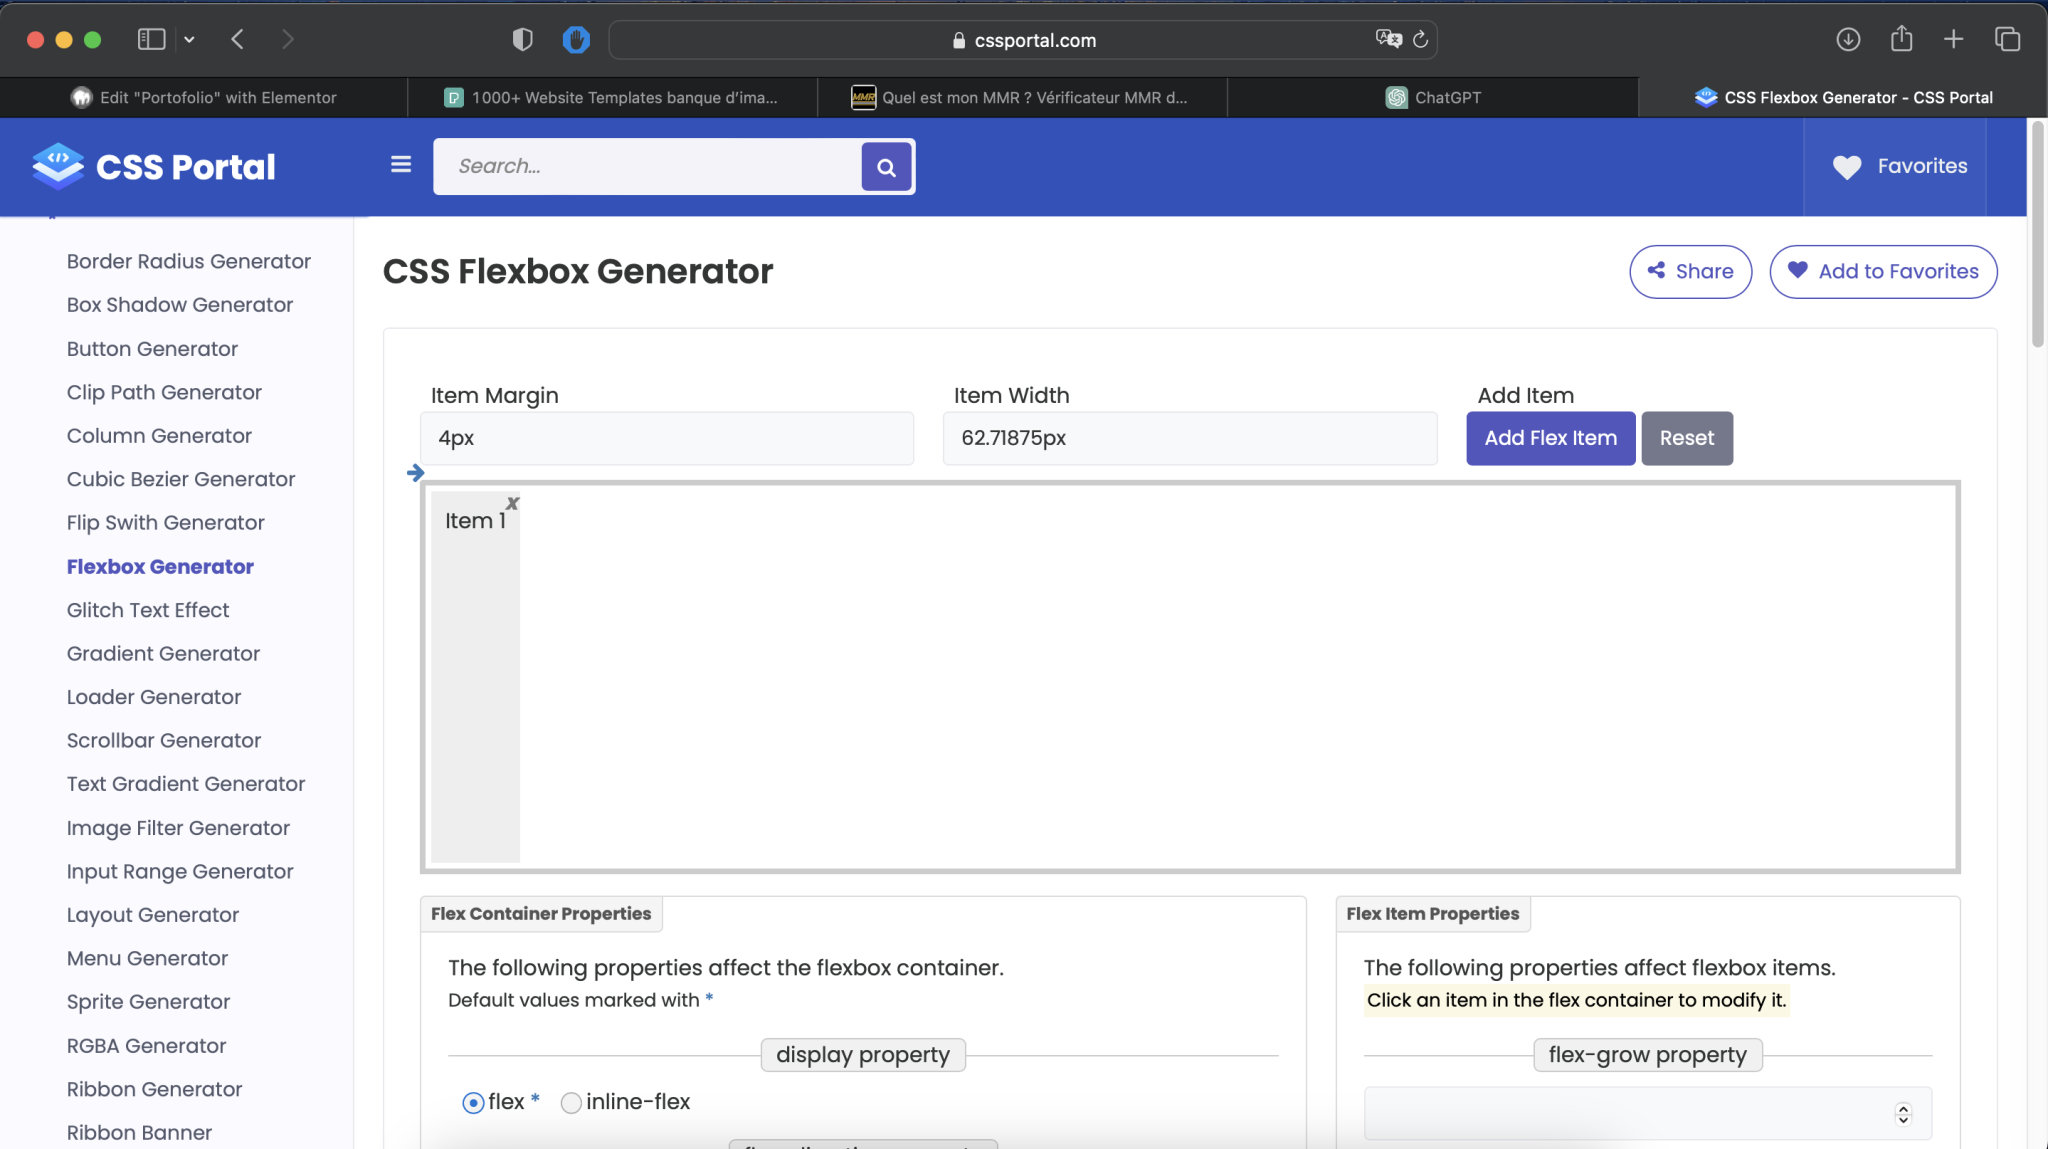 cssportal.com
Edit "Portofolio" with Elementor
1000+ Website Templates banque d'ima...
MMR
Quel est mon MMR ? Vérificateur MMR d...
ChatGPT
CSS Flexbox Generator - CSS Portal
CSS Portal
Search...
Favorites
Border Radius Generator
Box Shadow Generator
Button Generator
Clip Path Generator
Column Generator
Cubic Bezier Generator
Flip Swith Generator
Flexbox Generator
Glitch Text Effect
Gradient Generator
Loader Generator
Scrollbar Generator
Text Gradient Generator
Image Filter Generator
Input Range Generator
Layout Generator
Menu Generator
Sprite Generator
RGBA Generator
Ribbon Generator
Ribbon Banner
CSS Flexbox Generator
Share
Add to Favorites
Item Margin
Item Width
Add Item
4px
62.71875px
Add Flex Item
Reset
Item 1
x
Flex Container Properties
The following properties affect the flexbox container.
Default values marked with *
display property
flex *
inline-flex
Flex Item Properties
The following properties affect flexbox items.
Click an item in the flex container to modify it.
flex-grow property